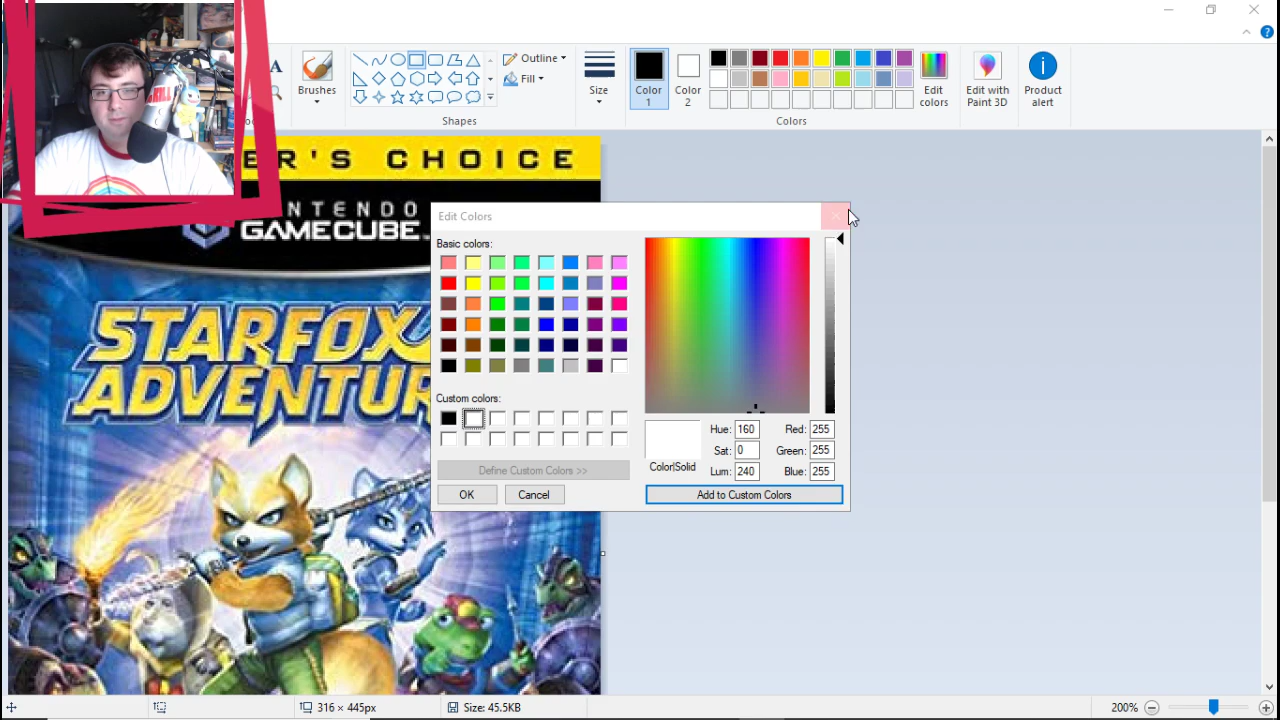 A
Brushes
Outline
Fill
Shapes
Size
Color
1
Color
2
Edit
colors
Colors
Edit with
Paint 3D
Product
alert
ER'S CHOICE
NINTENDO
GAMECUBE
STARFOX
ADVENTUR
Edit Colors
Basic colors:
Custom colors:
Define Custom Colors >>
OK
Cancel
Color|Solid
Hue: 160
Sat: 0
Lum: 240
Red: 255
Green: 255
Blue: 255
Add to Custom Colors
316 × 445px
Size: 45.5KB
200%